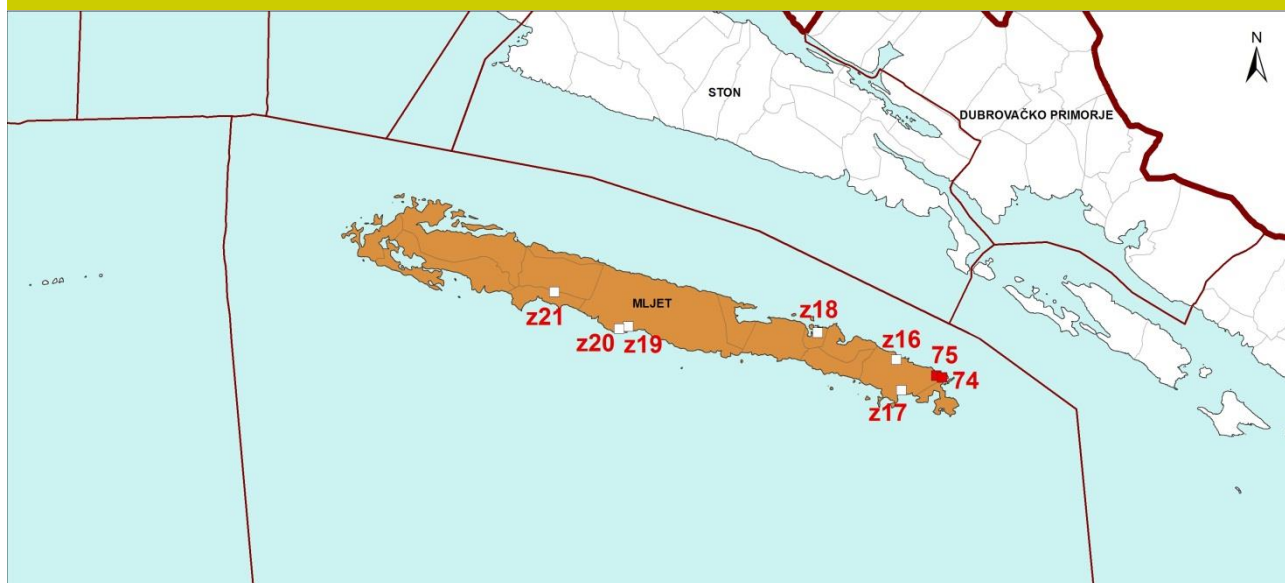 N
STON
DUBROVAČKO PRIMORJE
MLJET
z18
z21
z20
z19
z16
75
74
z17